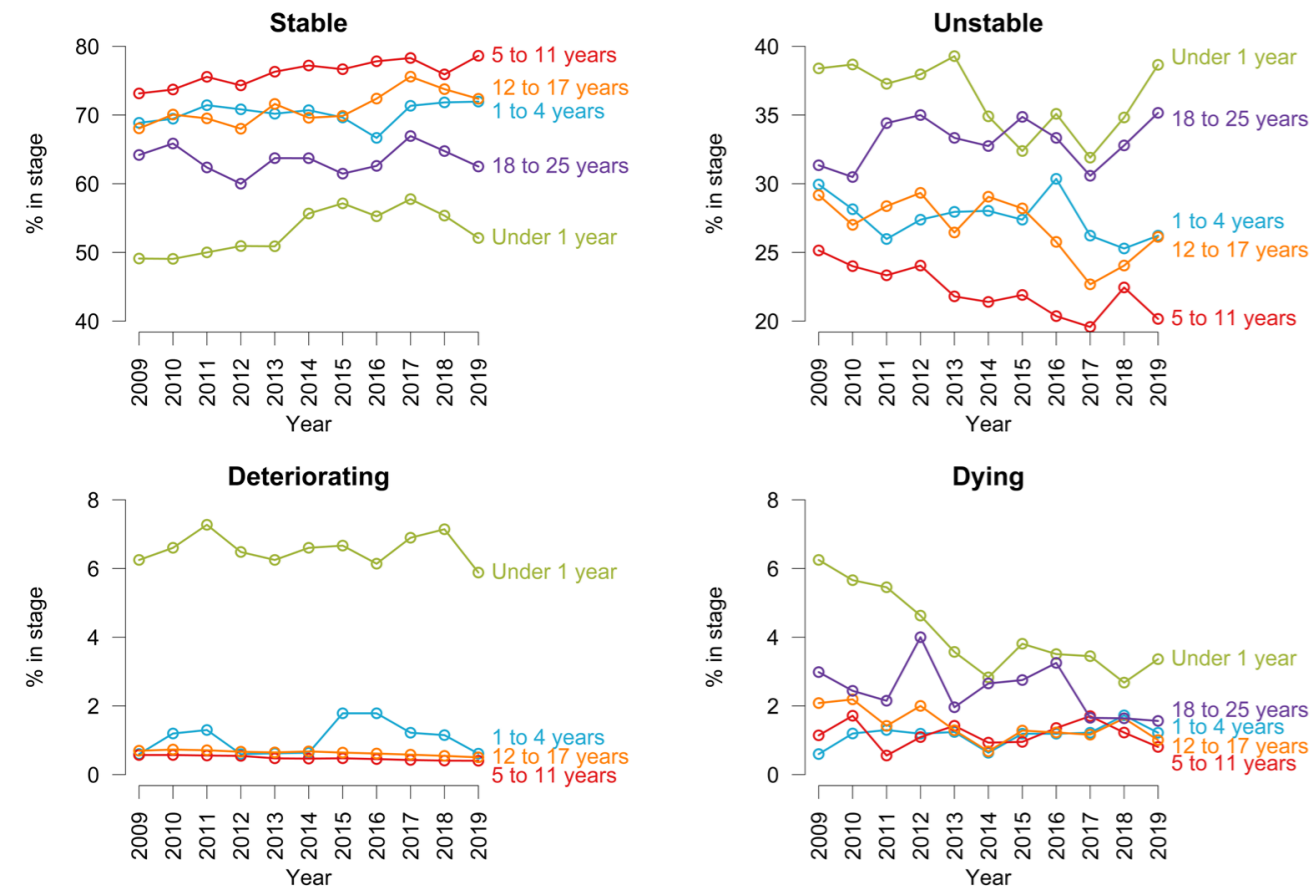 Stable
80
70
60
50
40
% in stage
5 to 11 years
12 to 17 years
1 to 4 years
18 to 25 years
Under 1 year
2009 2010 2011 2012 2013 2014 2015 2016 2017 2018 2019
Year
Unstable
40
35
30
25
20
% in stage
Under 1 year
18 to 25 years
1 to 4 years
12 to 17 years
5 to 11 years
2009 2010 2011 2012 2013 2014 2015 2016 2017 2018 2019
Year
Deteriorating
8
6
4
2
0
% in stage
Under 1 year
1 to 4 years
12 to 17 years
5 to 11 years
2009 2010 2011 2012 2013 2014 2015 2016 2017 2018 2019
Year
Dying
8
6
4
2
0
% in stage
Under 1 year
18 to 25 years
1 to 4 years
12 to 17 years
5 to 11 years
2009 2010 2011 2012 2013 2014 2015 2016 2017 2018 2019
Year